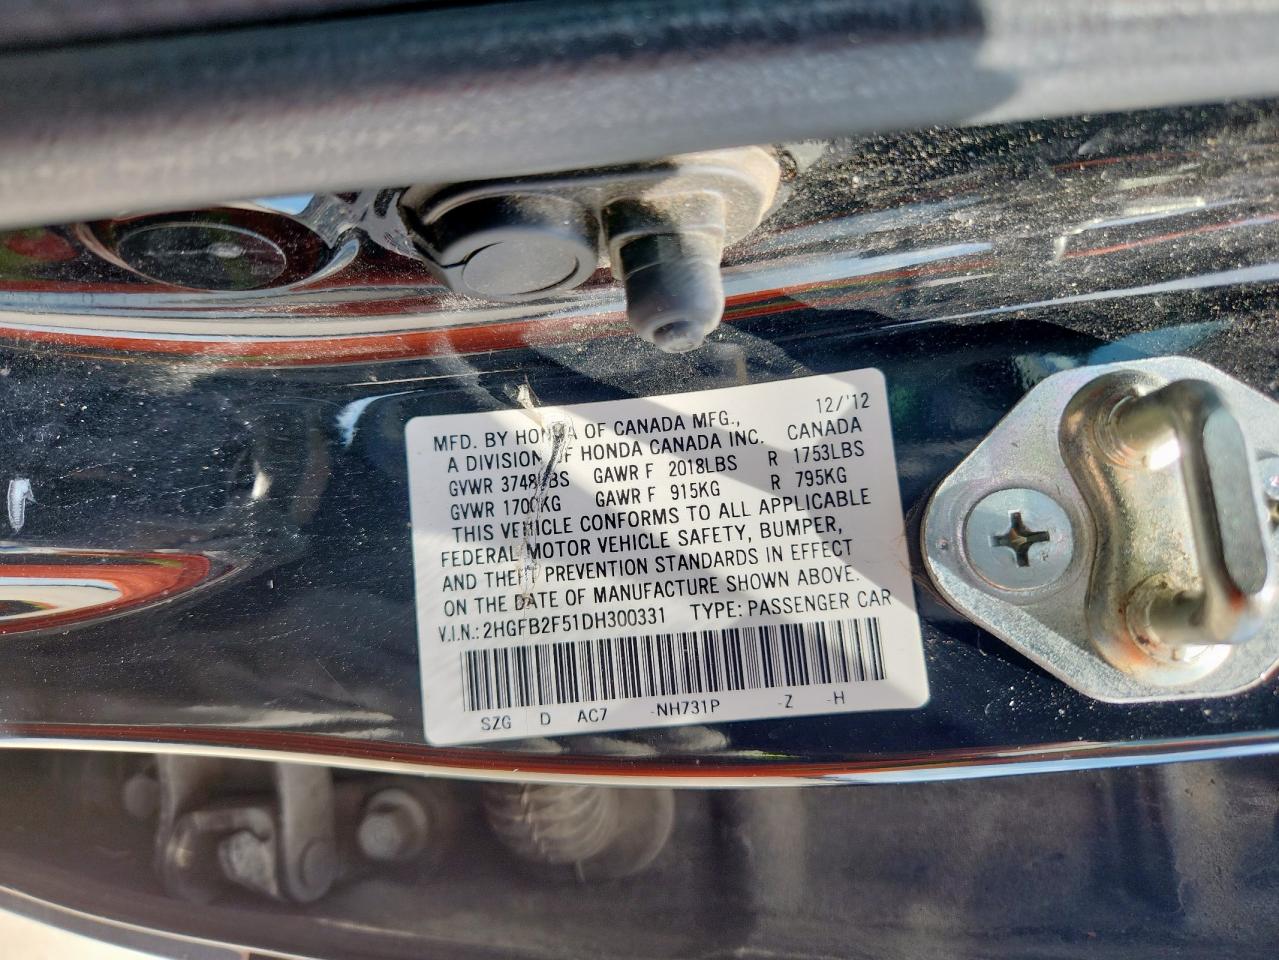 MFD. BY HONDA OF CANADA MFG., 12/'12
A DIVISION OF HONDA CANADA INC. CANADA
GVWR 3748LBS GAWR F 2018LBS R 1753LBS
GVWR 1700KG GAWR F 915KG R 795KG
THIS VEHICLE CONFORMS TO ALL APPLICABLE
FEDERAL MOTOR VEHICLE SAFETY, BUMPER,
AND THEFT PREVENTION STANDARDS IN EFFECT
ON THE DATE OF MANUFACTURE SHOWN ABOVE.
V.I.N.: 2HGFB2F51DH300331 TYPE: PASSENGER CAR
SZG D AC7 -NH731P -Z -H